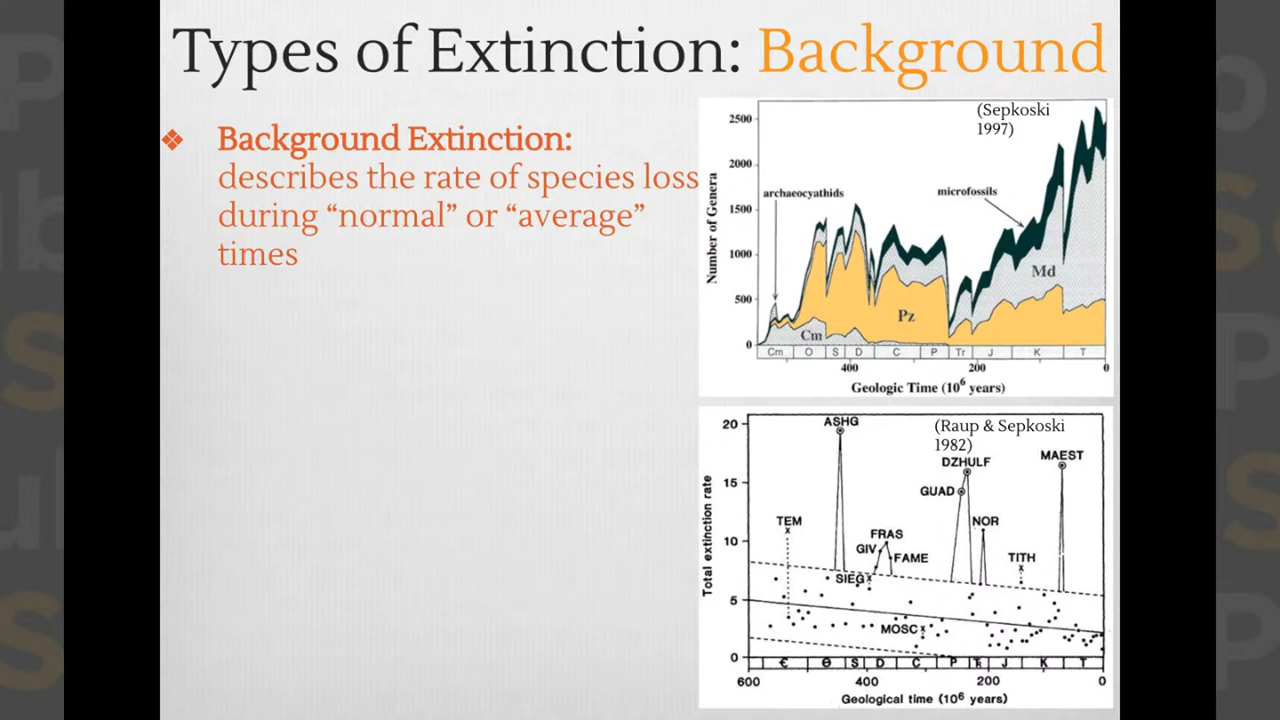 Types of Extinction: Background
❖ Background Extinction:
describes the rate of species loss
during “normal” or “average”
times
(Sepkoski
1997)
2500
2000
1500
1000
500
0
Number of Genera
archaeocyathids
microfossils
Md
Pz
Cm
Cm O S D C P Tr J K T
400 200 0
Geologic Time (10⁶ years)
(Raup & Sepkoski
1982)
20
15
10
5
0
Total extinction rate
ASHG
DZHULF
MAEST
GUAD
TEM
NOR
FRAS
GIV
FAME
TITH
SIEG
MOSC
Є Ө S D C P Ŧ J K T
600 400 200 0
Geological time (10⁶ years)